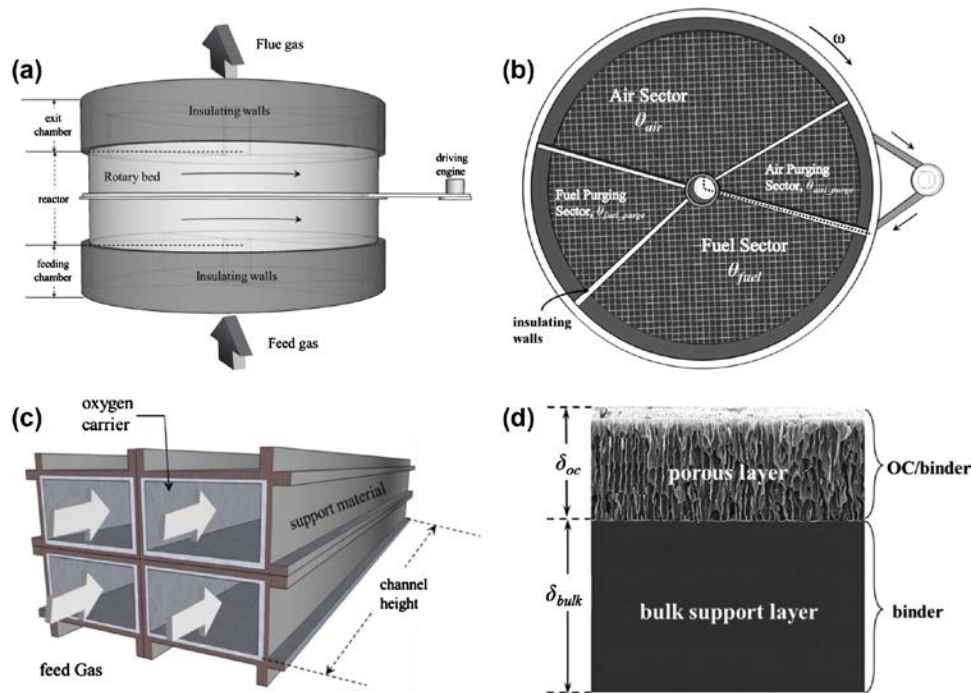 (a)
Flue gas
Insulating walls
exit
chamber
Rotary bed
driving
engine
reactor
feeding
chamber
Insulating walls
Feed gas
(b)
ω
Air Sector
θair
Air Purging
Sector, θair_purge
Fuel Purging
Sector, θfuel_purge
Fuel Sector
θfuel
insulating
walls
(c)
oxygen
carrier
support material
channel
height
feed Gas
(d)
δoc
porous layer
OC/binder
δbulk
bulk support layer
binder